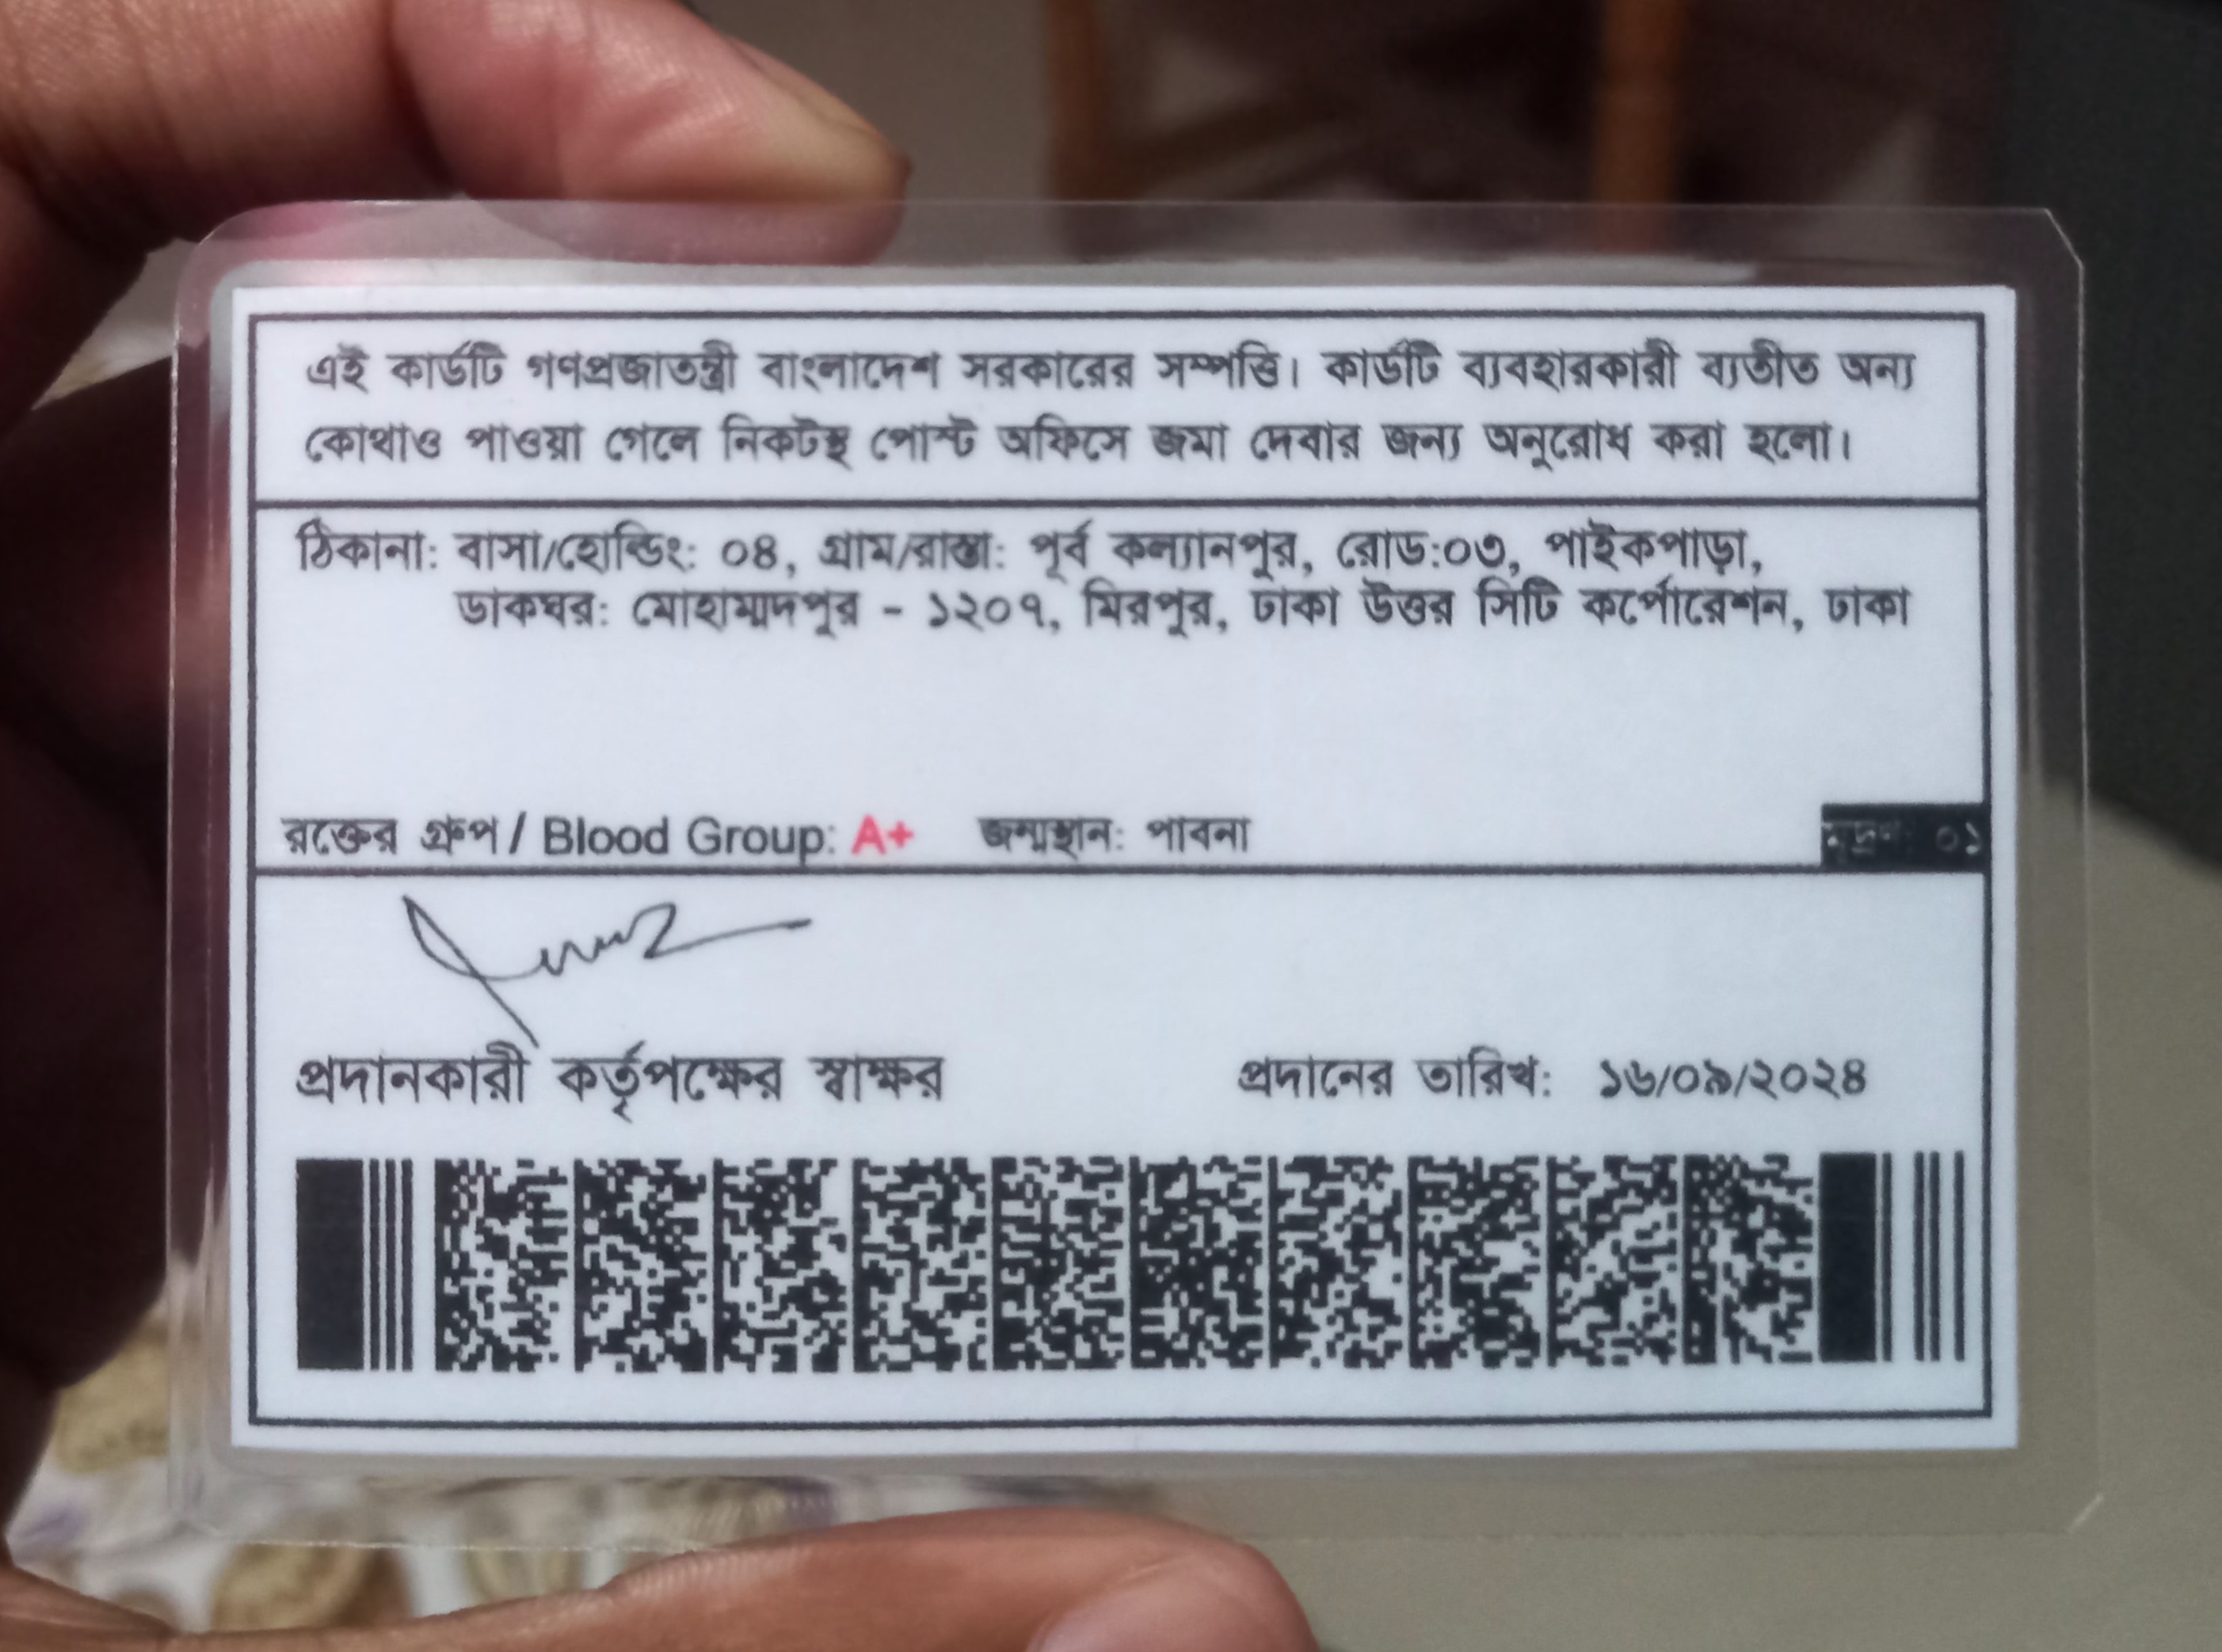 এই কার্ডটি গণপ্রজাতন্ত্রী বাংলাদেশ সরকারের সম্পত্তি। কার্ডটি ব্যবহারকারী ব্যতীত অন্য
কোথাও পাওয়া গেলে নিকটস্থ পোস্ট অফিসে জমা দেবার জন্য অনুরোধ করা হলো।
ঠিকানা: বাসা/হোল্ডিং: ০৪, গ্রাম/রাস্তা: পূর্ব কল্যানপুর, রোড:০৩, পাইকপাড়া,
ডাকঘর: মোহাম্মদপুর - ১২০৭, মিরপুর, ঢাকা উত্তর সিটি কর্পোরেশন, ঢাকা
রক্তের গ্রুপ / Blood Group: A+ জন্মস্থান: পাবনা মুদ্রণ: ০১
প্রদানকারী কর্তৃপক্ষের স্বাক্ষর প্রদানের তারিখ: ১৬/০৯/২০২৪